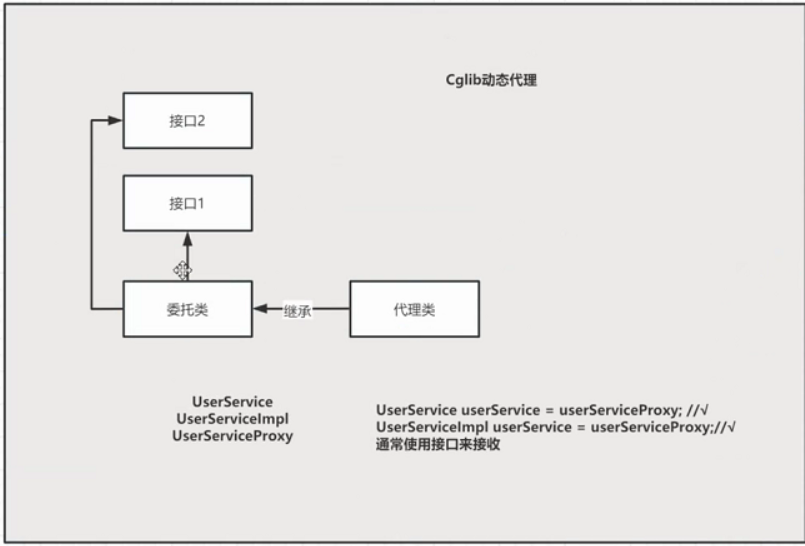 Cglib动态代理
接口2
接口1
委托类
继承
代理类
UserService
UserServiceImpl
UserServiceProxy
UserService userService = userServiceProxy; //√
UserServiceImpl userService = userServiceProxy;//√
通常使用接口来接收